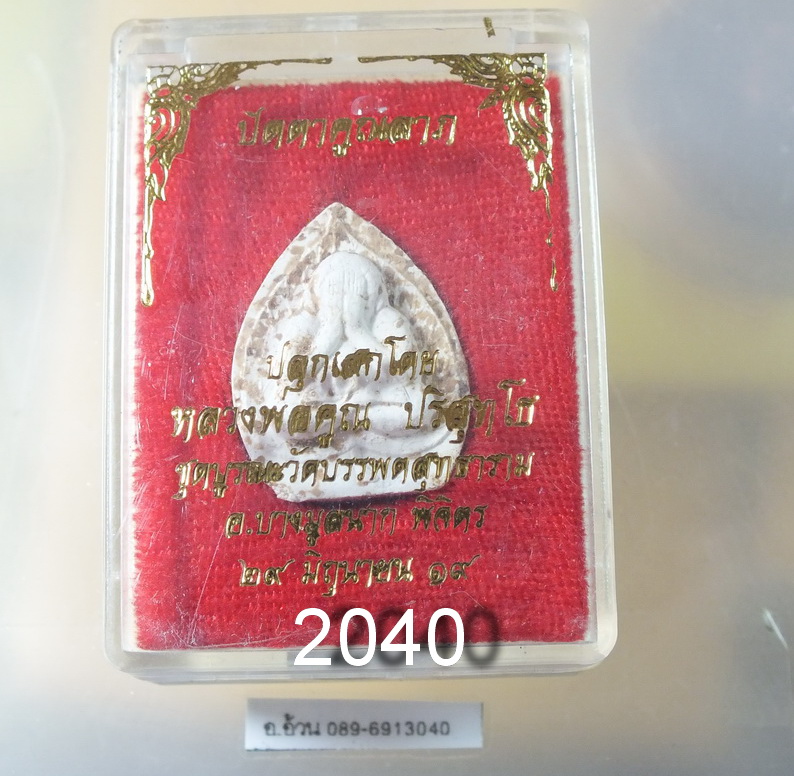 ปิดตาคูณลาภ
ปลุกเสกโดย
หลวงพ่อคูณ ปริสุทฺโธ
ชุดบูรณะวัดบรรพตสุทธาราม
อ.บางมูลนาก พิจิตร
๒๙ มิถุนายน ๑๙
2040
อ.อ้วน 089-6913040